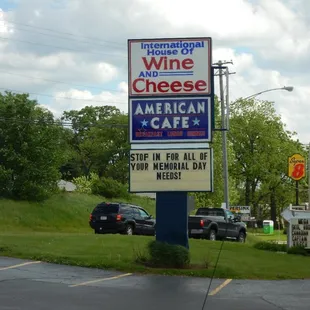 International
House Of
Wine
AND
Cheese
AMERICAN
CAFE
STOP IN FOR ALL OF
YOUR MEMORIAL DAY
NEEDS!
8